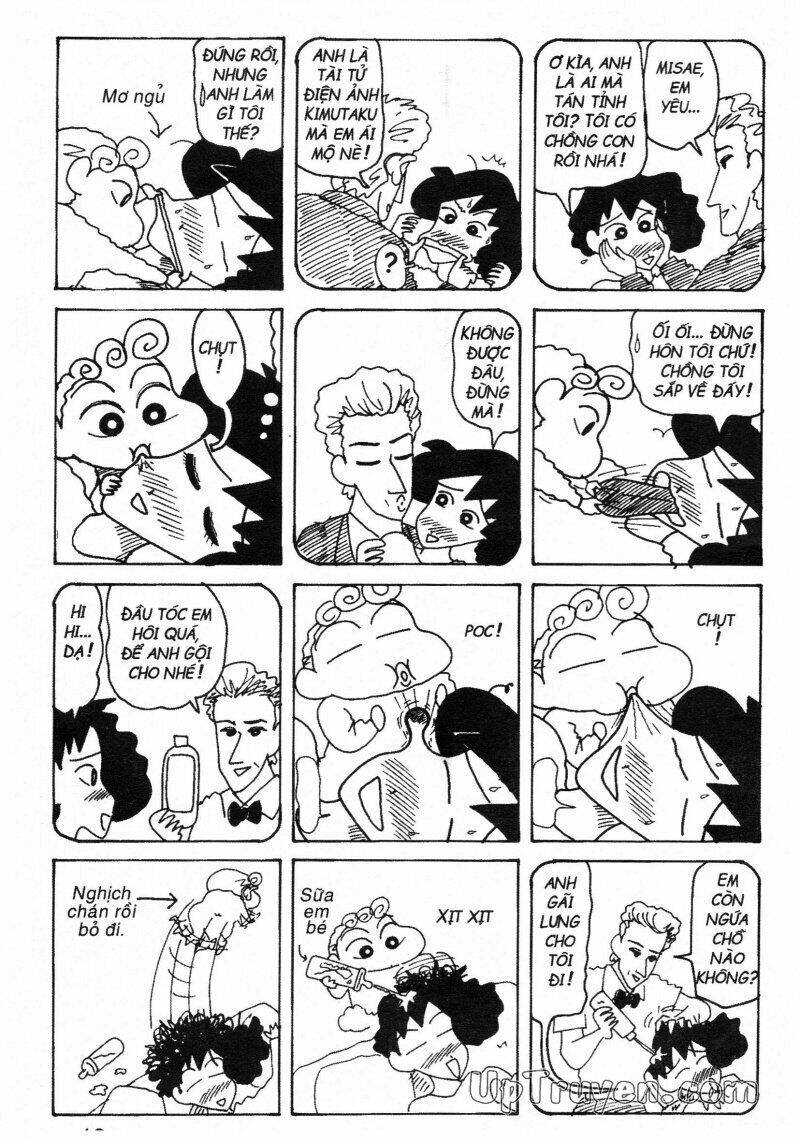 MISAE,
EM
YÊU...
Ơ KÌA, ANH
LÀ AI MÀ
TÁN TỈNH
TÔI? TÔI CÓ
CHỒNG CON
RỒI NHÁ!
ANH LÀ
TÀI TỬ
ĐIỆN ẢNH
KIMUTAKU
MÀ EM ÁI
MỘ NÈ!
?
ĐÚNG RỒI,
NHƯNG
ANH LÀM
GÌ TÔI
THẾ?
Mơ ngủ
ỐI ỐI... ĐỪNG
HÔN TÔI CHỨ!
CHỒNG TÔI
SẮP VỀ ĐẤY!
KHÔNG
ĐƯỢC
ĐÂU,
ĐỪNG
MÀ!
CHỤT
!
CHỤT
!
POC!
ĐẦU TÓC EM
HÔI QUÁ,
ĐỂ ANH GỘI
CHO NHÉ!
HI
HI...
DẠ!
EM
CÒN
NGỨA
CHỖ
NÀO
KHÔNG?
ANH
GÃI
LƯNG
CHO
TÔI
ĐI!
Sữa
em
bé
XỊT XỊT
Nghịch
chán rồi
bỏ đi.
UpTruyen.com